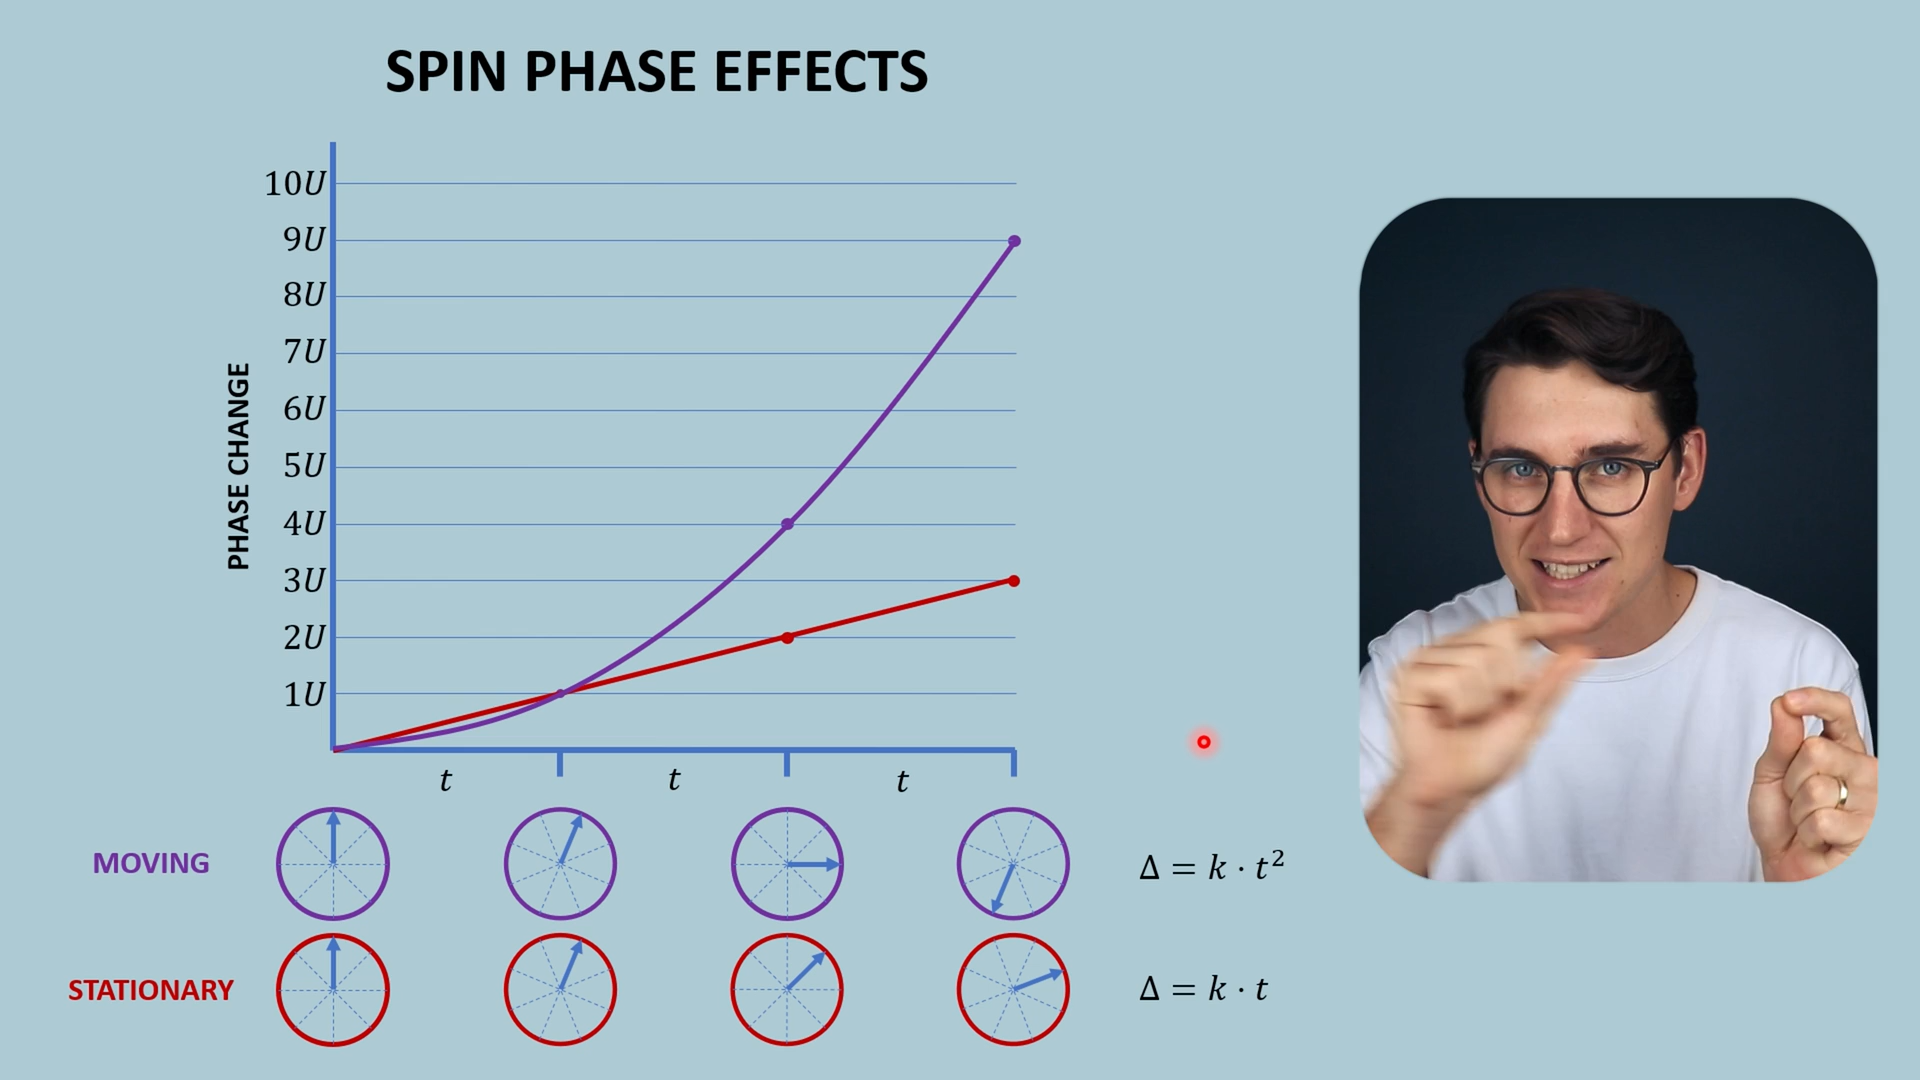 SPIN PHASE EFFECTS
10U
9U
8U
7U
6U
5U
4U
3U
2U
1U
PHASE CHANGE
t t t
MOVING
Δ = k · t²
STATIONARY
Δ = k · t